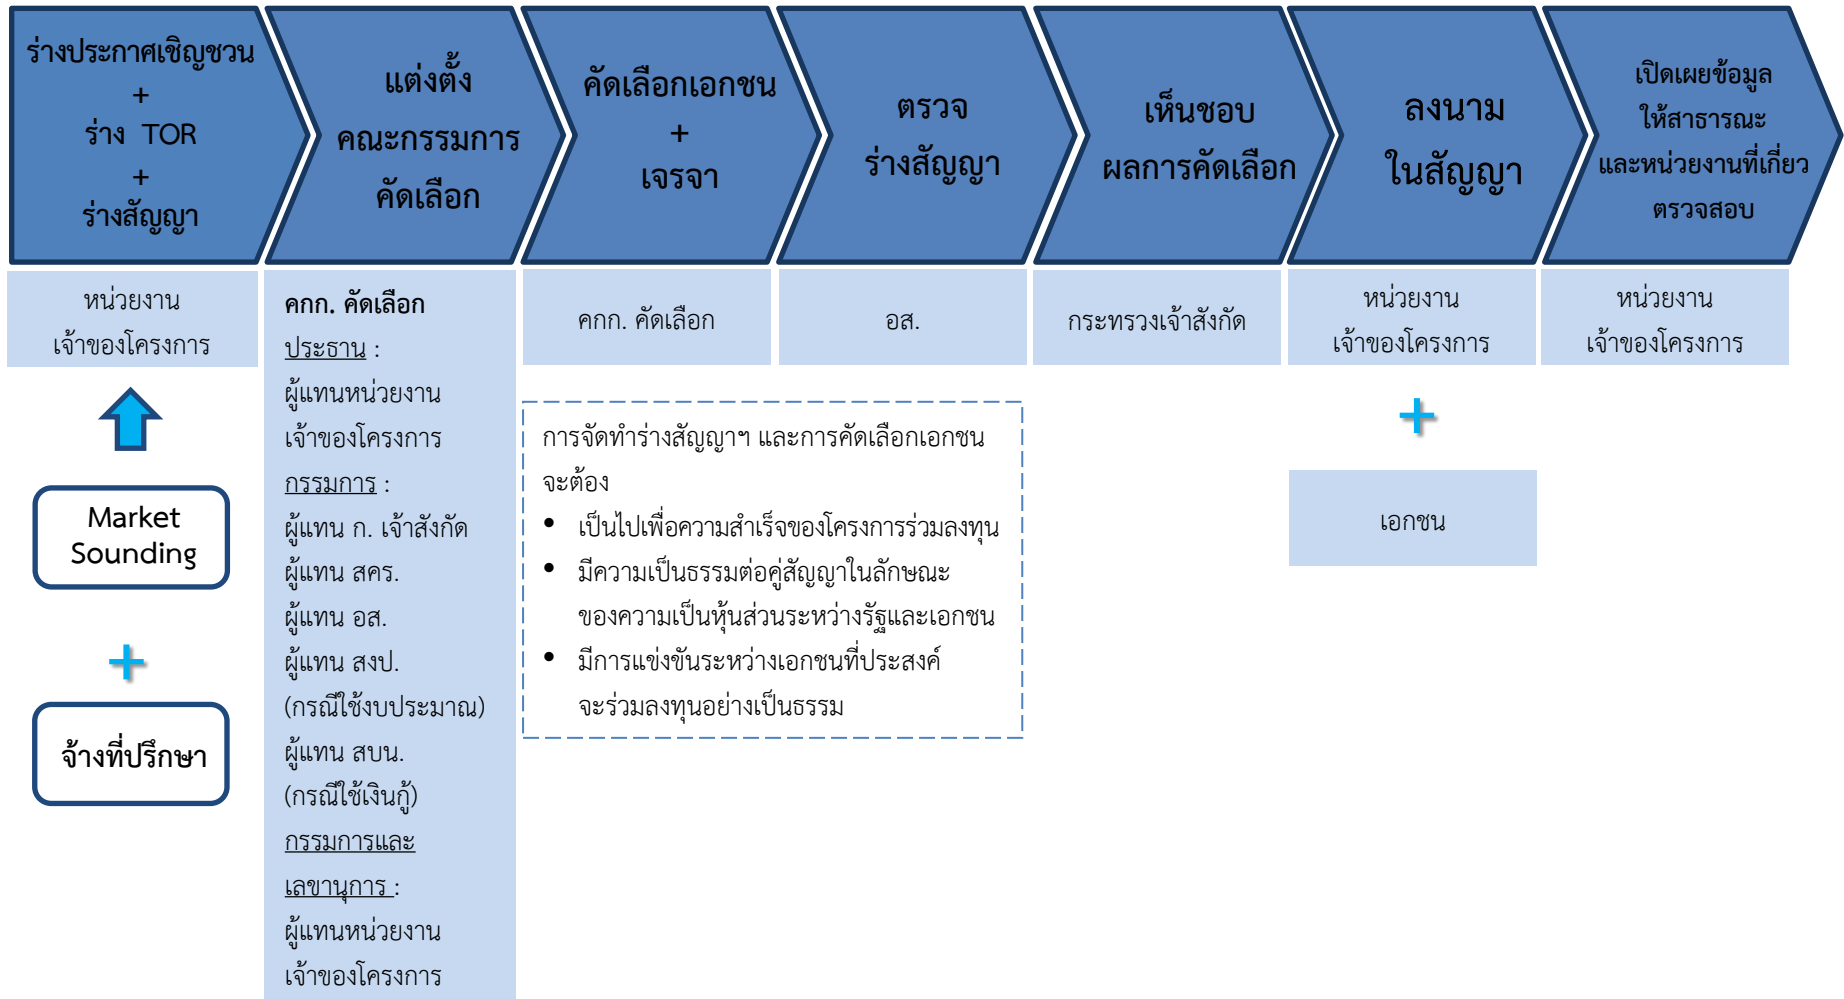 ร่างประกาศเชิญชวน
+
ร่าง TOR
+
ร่างสัญญา
แต่งตั้ง
คณะกรรมการ
คัดเลือก
คัดเลือกเอกชน
+
เจรจา
ตรวจ
ร่างสัญญา
เห็นชอบ
ผลการคัดเลือก
ลงนาม
ในสัญญา
เปิดเผยข้อมูล
ให้สาธารณะ
และหน่วยงานที่เกี่ยว
ตรวจสอบ
หน่วยงาน
เจ้าของโครงการ
Market
Sounding
+
จ้างที่ปรึกษา
คกก. คัดเลือก
ประธาน :
ผู้แทนหน่วยงาน
เจ้าของโครงการ
กรรมการ :
ผู้แทน ก. เจ้าสังกัด
ผู้แทน สคร.
ผู้แทน อส.
ผู้แทน สงป.
(กรณีใช้งบประมาณ)
ผู้แทน สบน.
(กรณีใช้เงินกู้)
กรรมการและ
เลขานุการ :
ผู้แทนหน่วยงาน
เจ้าของโครงการ
คกก. คัดเลือก
อส.
กระทรวงเจ้าสังกัด
หน่วยงาน
เจ้าของโครงการ
+
เอกชน
หน่วยงาน
เจ้าของโครงการ
การจัดทำร่างสัญญาฯ และการคัดเลือกเอกชน
จะต้อง
• เป็นไปเพื่อความสำเร็จของโครงการร่วมลงทุน
• มีความเป็นธรรมต่อคู่สัญญาในลักษณะ
ของความเป็นหุ้นส่วนระหว่างรัฐและเอกชน
• มีการแข่งขันระหว่างเอกชนที่ประสงค์
จะร่วมลงทุนอย่างเป็นธรรม